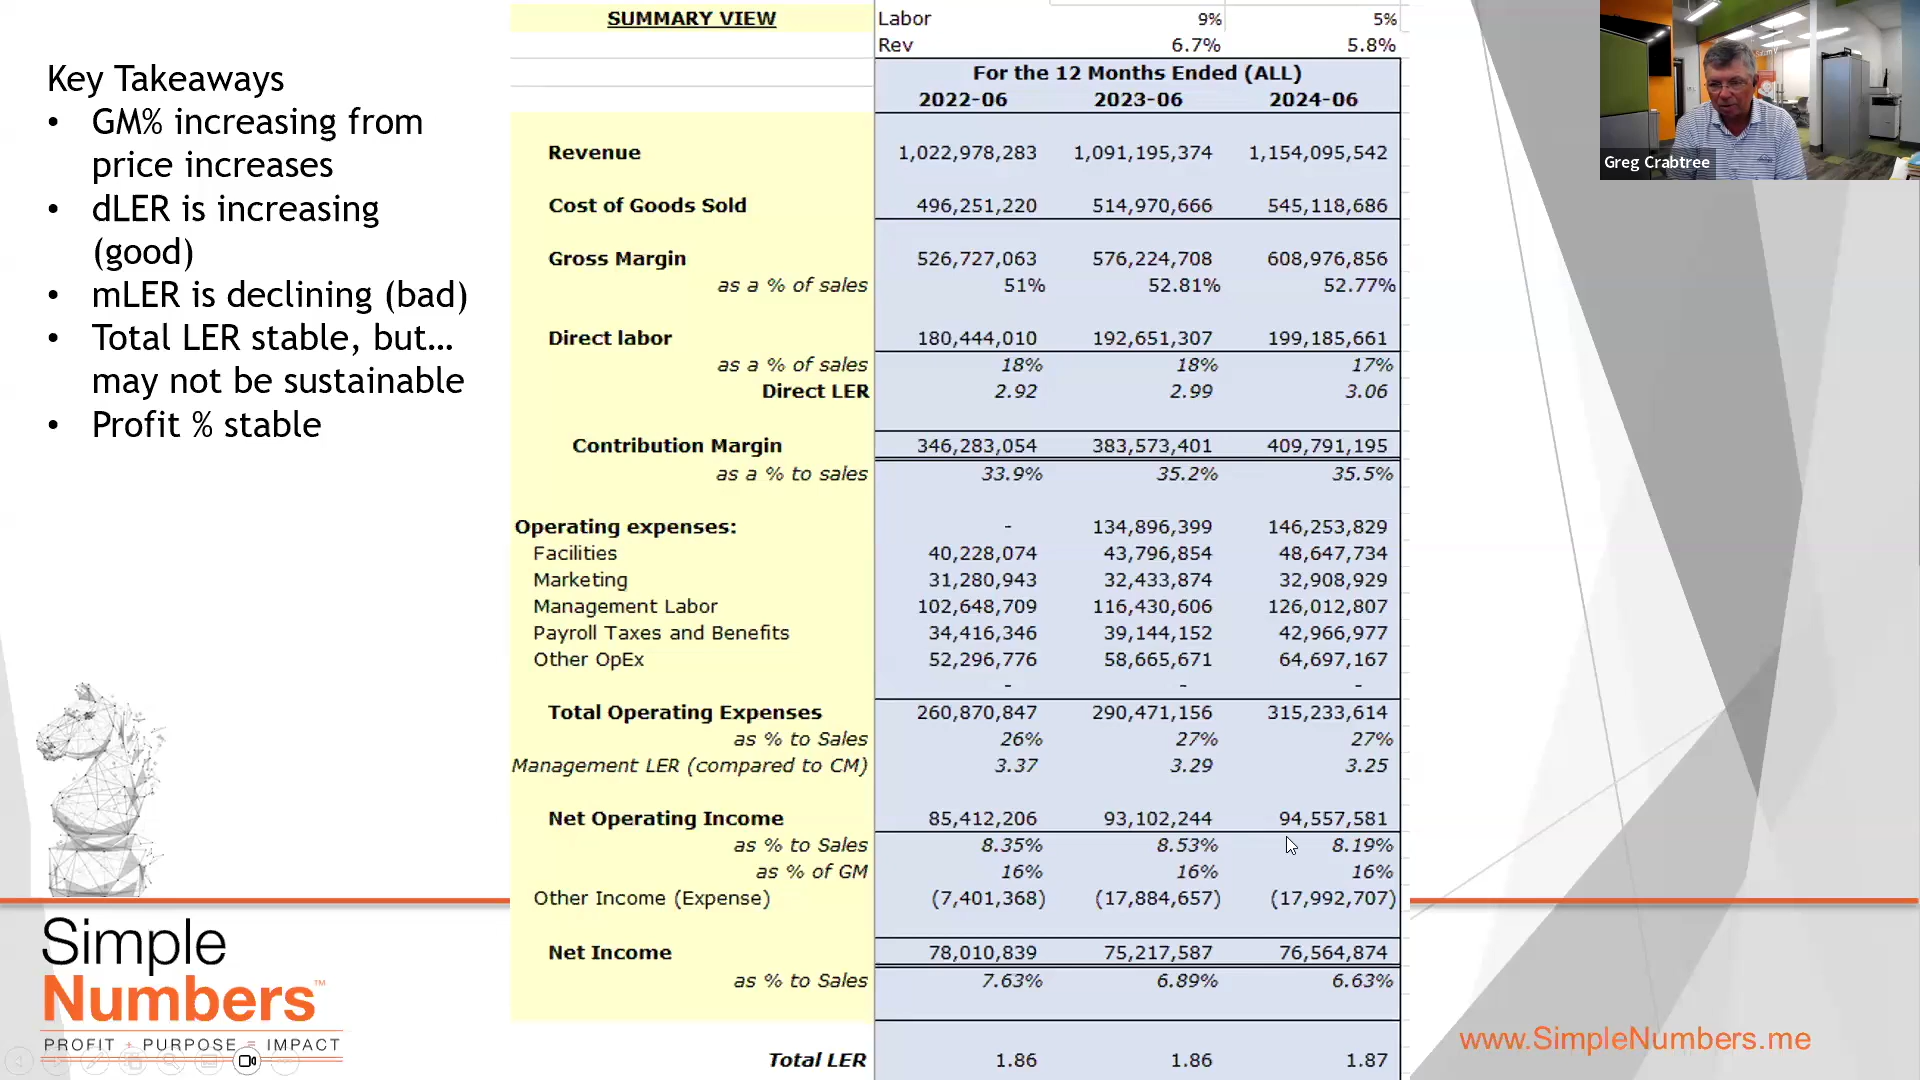 Key Takeaways
• GM% increasing from
price increases
• dLER is increasing
(good)
• mLER is declining (bad)
• Total LER stable, but…
may not be sustainable
• Profit % stable
SUMMARY VIEW
Labor 9% 5%
Rev 6.7% 5.8%
For the 12 Months Ended (ALL)
2022-06 2023-06 2024-06
Revenue 1,022,978,283 1,091,195,374 1,154,095,542
Cost of Goods Sold 496,251,220 514,970,666 545,118,686
Gross Margin 526,727,063 576,224,708 608,976,856
as a % of sales 51% 52.81% 52.77%
Direct labor 180,444,010 192,651,307 199,185,661
as a % of sales 18% 18% 17%
Direct LER 2.92 2.99 3.06
Contribution Margin 346,283,054 383,573,401 409,791,195
as a % to sales 33.9% 35.2% 35.5%
Operating expenses: - 134,896,399 146,253,829
Facilities 40,228,074 43,796,854 48,647,734
Marketing 31,280,943 32,433,874 32,908,929
Management Labor 102,648,709 116,430,606 126,012,807
Payroll Taxes and Benefits 34,416,346 39,144,152 42,966,977
Other OpEx 52,296,776 58,665,671 64,697,167
- - -
Total Operating Expenses 260,870,847 290,471,156 315,233,614
as % to Sales 26% 27% 27%
Management LER (compared to CM) 3.37 3.29 3.25
Net Operating Income 85,412,206 93,102,244 94,557,581
as % to Sales 8.35% 8.53% 8.19%
as % of GM 16% 16% 16%
Other Income (Expense) (7,401,368) (17,884,657) (17,992,707)
Net Income 78,010,839 75,217,587 76,564,874
as % to Sales 7.63% 6.89% 6.63%
Total LER 1.86 1.86 1.87
Greg Crabtree
Simple
Numbers™
PROFIT + PURPOSE = IMPACT
www.SimpleNumbers.me